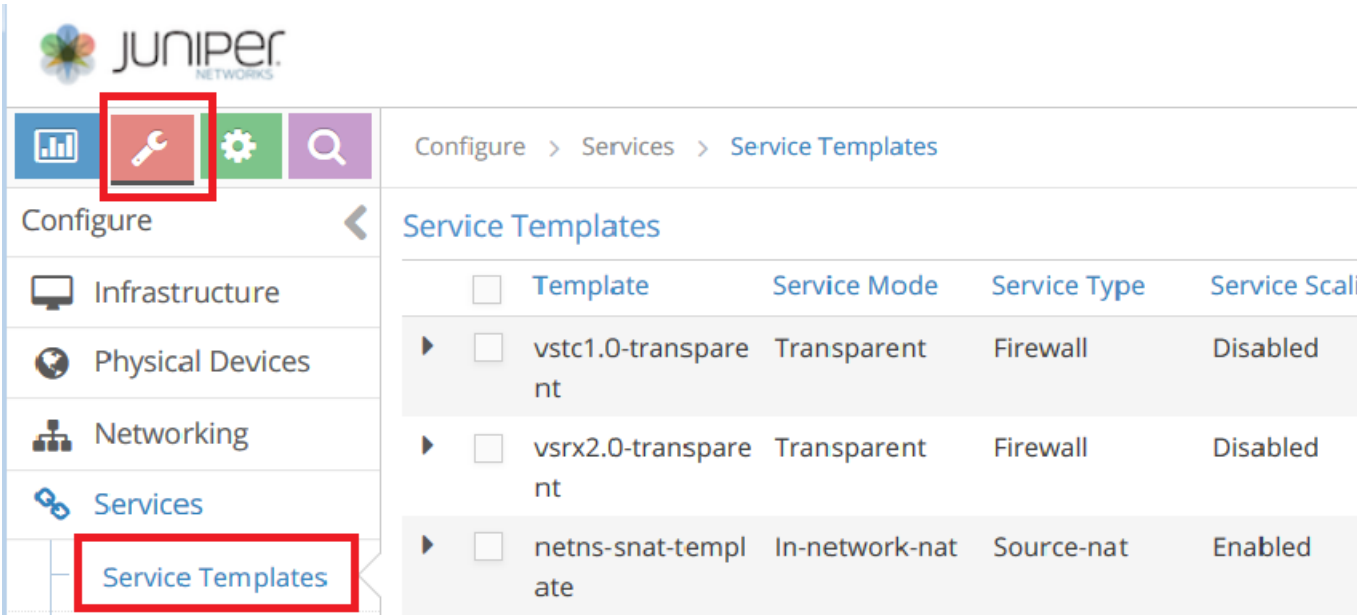 JUNIPer
NETWORKS
Configure > Services > Service Templates
Configure
Infrastructure
Physical Devices
Networking
Services
Service Templates
Service Templates
Template Service Mode Service Type Service Scali
vstc1.0-transpare Transparent Firewall Disabled
nt
vsrx2.0-transpare Transparent Firewall Disabled
nt
netns-snat-templ In-network-nat Source-nat Enabled
ate